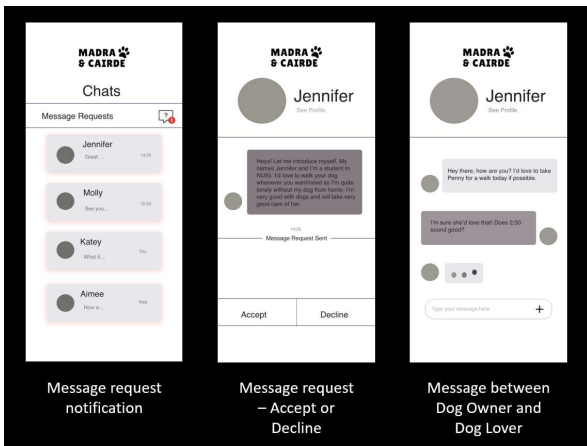 MADRA
& CAIRDE
Chats
Message Requests
?
1
Jennifer
Great ...
14:25
Molly
See you...
12:30
Katey
What ti...
Thu
Aimee
How a...
Wed
Message request
notification
MADRA
& CAIRDE
Jennifer
See Profile
Heya! Let me introduce myself. My
names Jennifer and I'm a student in
NUIG. I'd love to walk your dog
whenever you want/need as I'm quite
lonely without my dog from home. I'm
very good with dogs and will take very
good care of her.
14:25
Message Request Sent
Accept
Decline
Message request
– Accept or
Decline
MADRA
& CAIRDE
Jennifer
See Profile
Hey there, how are you? I'd love to take
Penny for a walk today if possible.
I'm sure she'd love that! Does 2:30
sound good?
Type your message here
+
Message between
Dog Owner and
Dog Lover